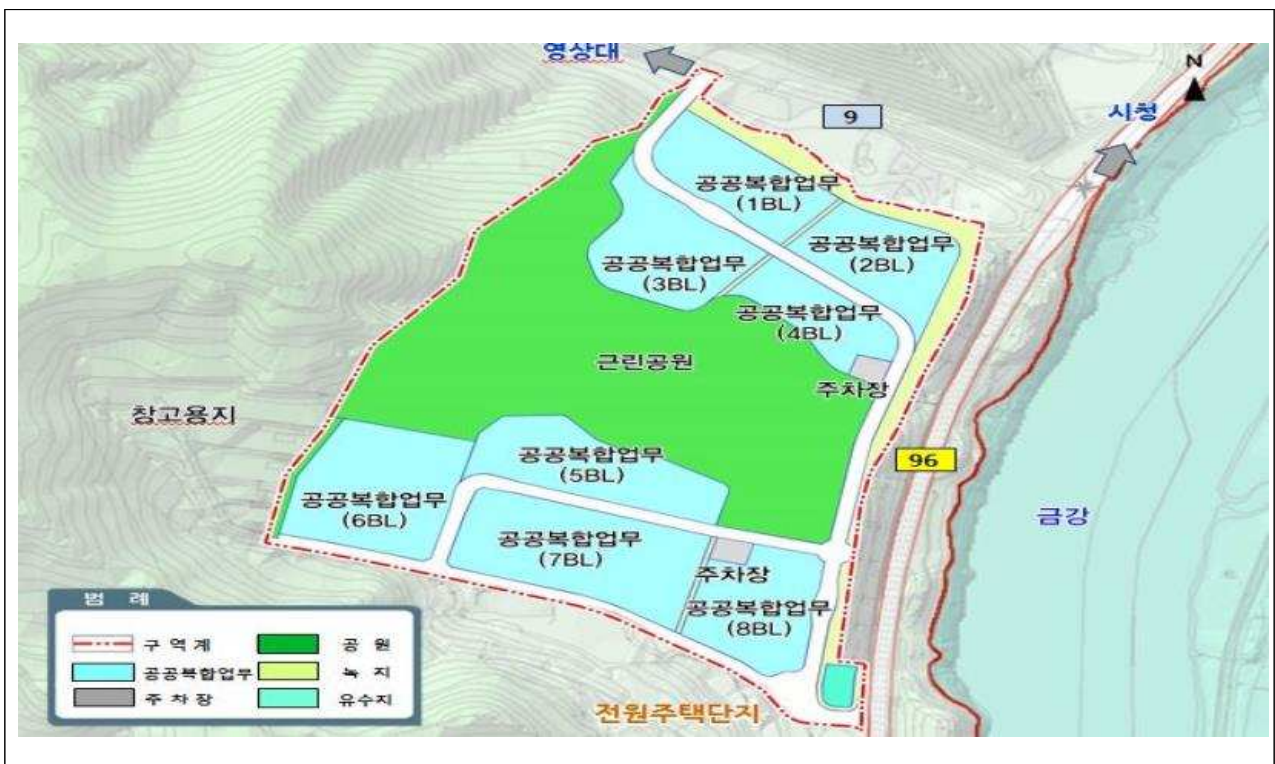 영상대
N
시청
9
공공복합업무
(1BL)
공공복합업무
(2BL)
공공복합업무
(3BL)
공공복합업무
(4BL)
근린공원
주차장
창고용지
96
공공복합업무
(5BL)
공공복합업무
(6BL)
금강
공공복합업무
(7BL)
주차장
공공복합업무
(8BL)
전원주택단지
범 례
구 역 계
공 원
공공복합업무
녹 지
주 차 장
유수지